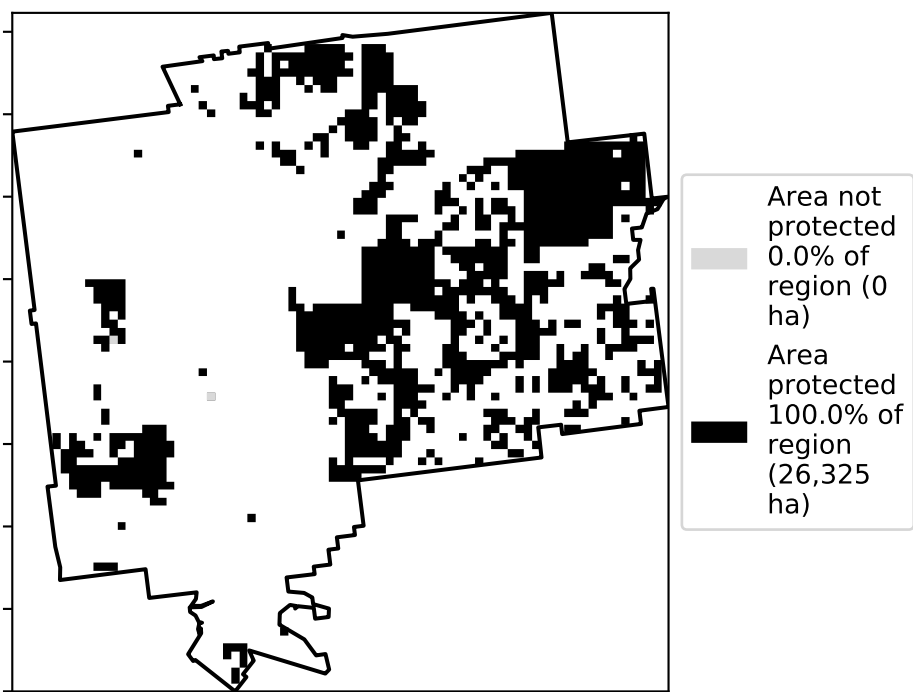 Area not
protected
0.0% of
region (0
ha)
Area
protected
100.0% of
region
(26,325
ha)